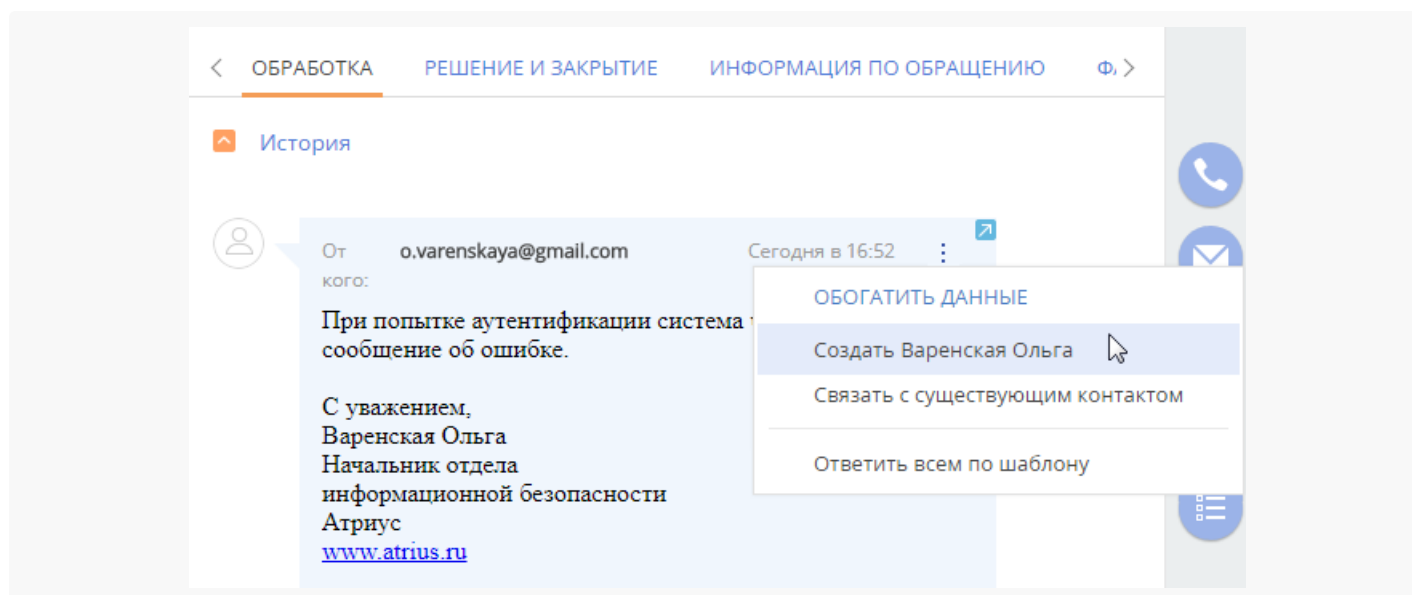 ОБРАБОТКА РЕШЕНИЕ И ЗАКРЫТИЕ ИНФОРМАЦИЯ ПО ОБРАЩЕНИЮ
История
От кого: o.varenskaya@gmail.com Сегодня в 16:52
При попытке аутентификации система
сообщение об ошибке.
С уважением,
Варенская Ольга
Начальник отдела
информационной безопасности
Атриус
www.atrius.ru
ОБОГАТИТЬ ДАННЫЕ
Создать Варенская Ольга
Связать с существующим контактом
Ответить всем по шаблону